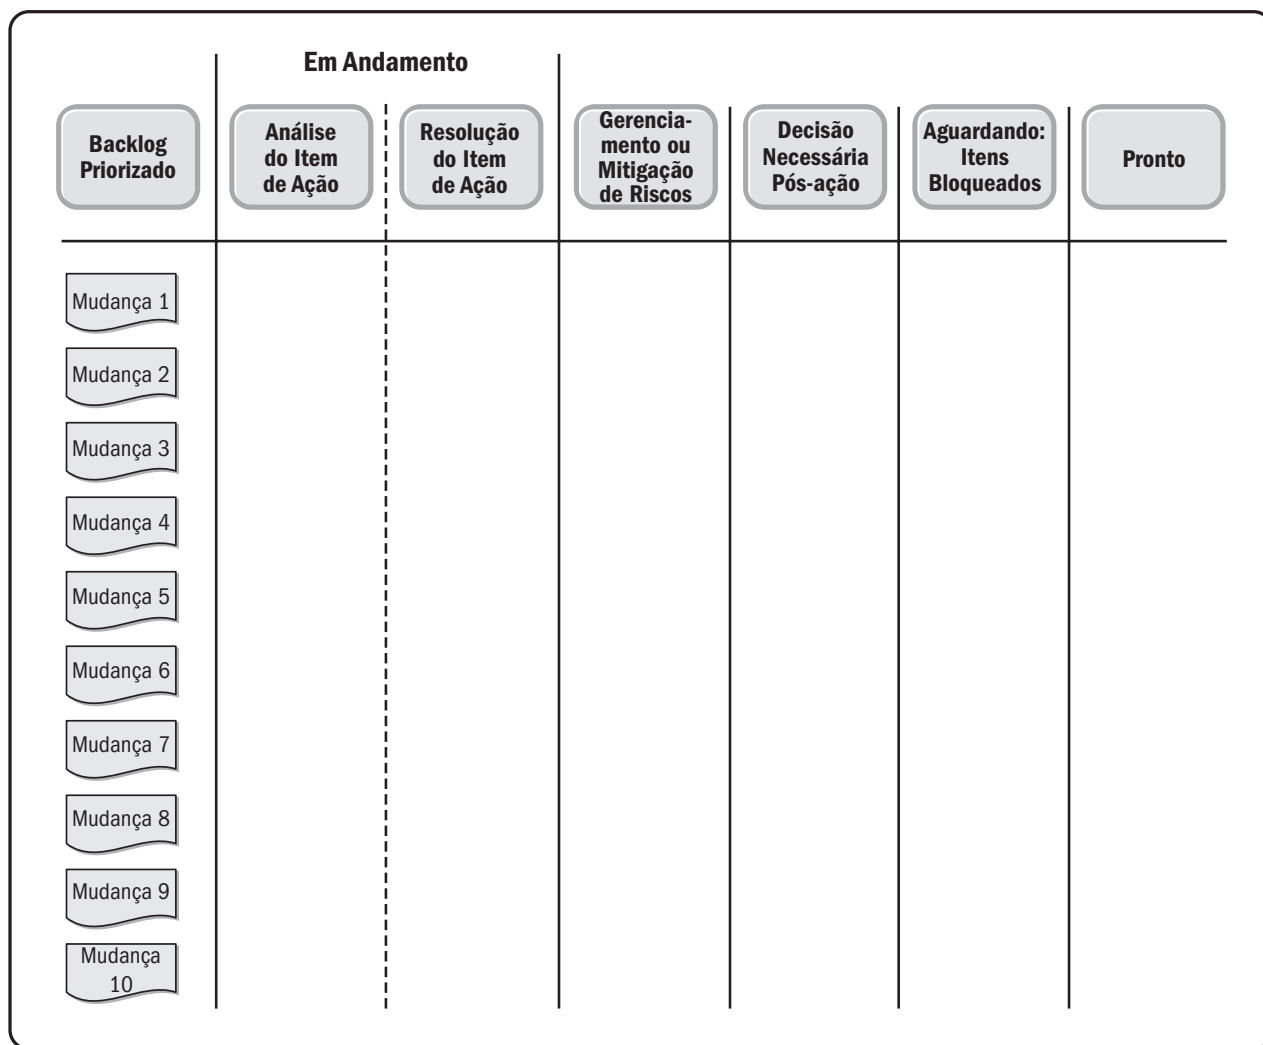 Em Andamento
Backlog
Priorizado
Análise
do Item
de Ação
Resolução
do Item
de Ação
Gerencia-
mento ou
Mitigação
de Riscos
Decisão
Necessária
Pós-ação
Aguardando:
Itens
Bloqueados
Pronto
Mudança 1
Mudança 2
Mudança 3
Mudança 4
Mudança 5
Mudança 6
Mudança 7
Mudança 8
Mudança 9
Mudança
10